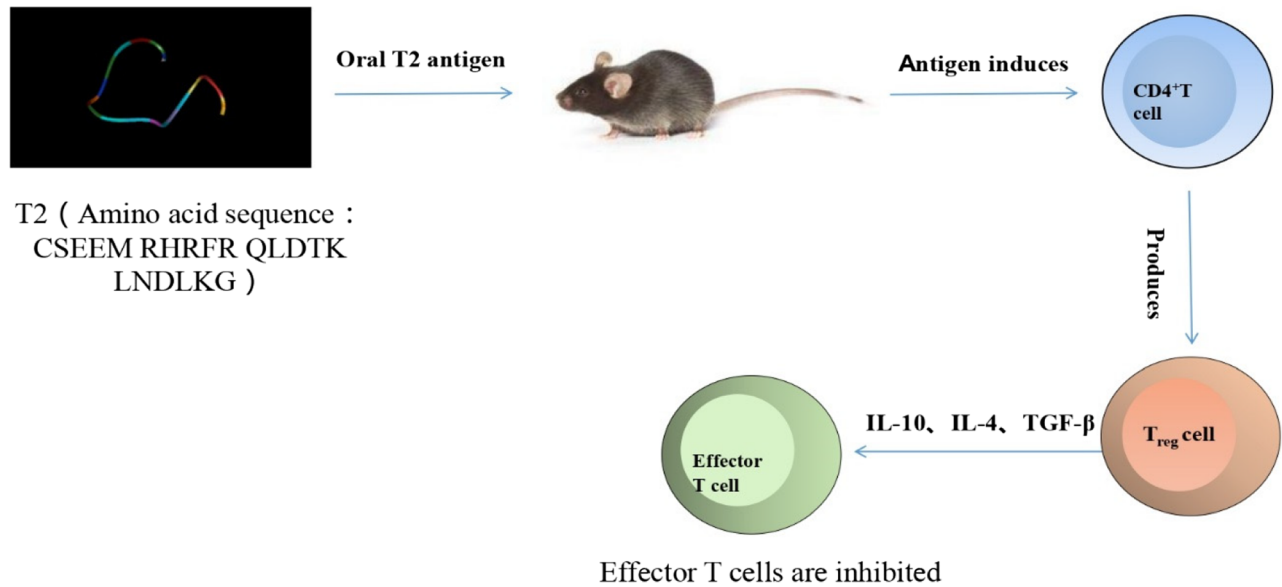 Oral T2 antigen
Antigen induces
CD4⁺T
cell
T2（Amino acid sequence：
CSEEM RHRFR QLDTK
LNDLKG）
Produces
IL-10、IL-4、TGF-β
Treg cell
Effector
T cell
Effector T cells are inhibited